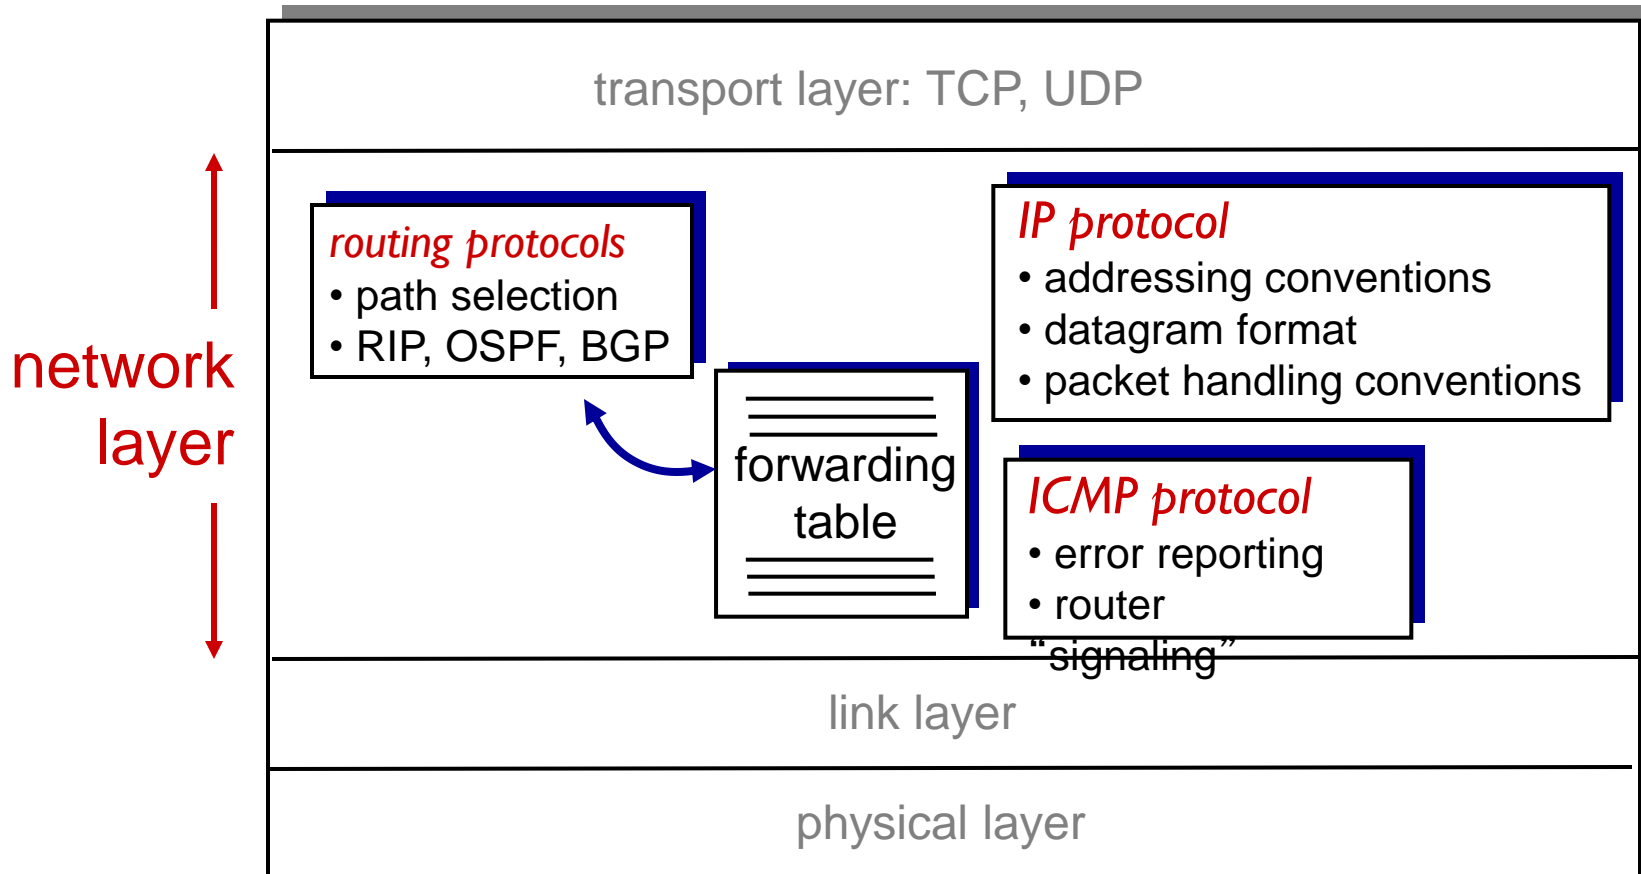 transport layer: TCP, UDP
network
layer
routing protocols
• path selection
• RIP, OSPF, BGP
forwarding
table
IP protocol
• addressing conventions
• datagram format
• packet handling conventions
ICMP protocol
• error reporting
• router
“signaling”
link layer
physical layer